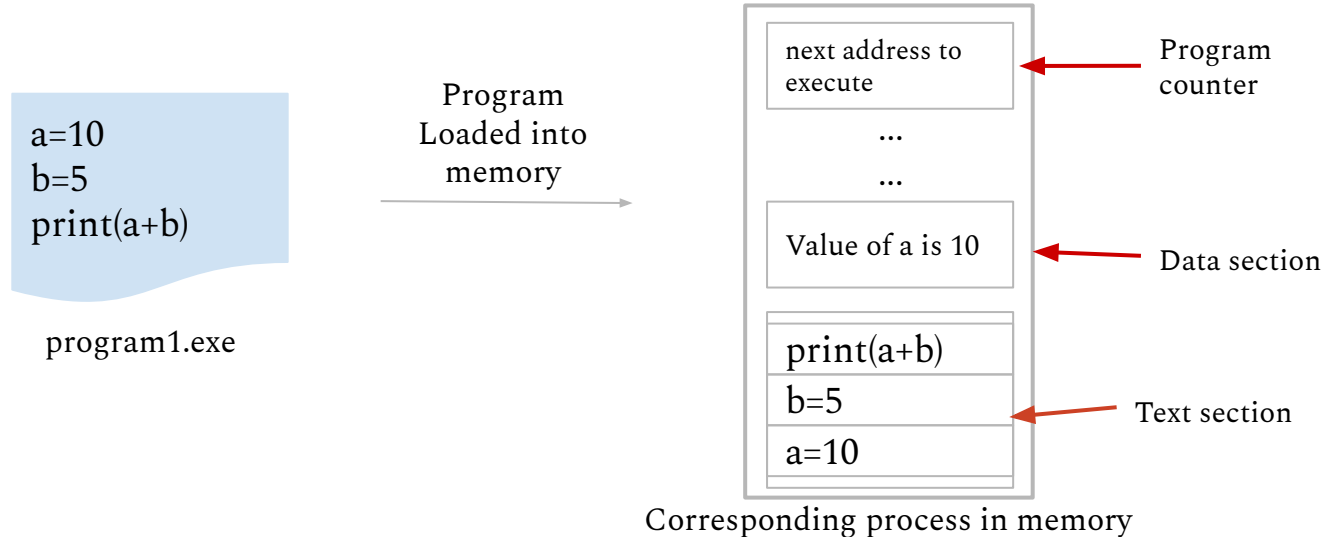 a=10
b=5
print(a+b)
program1.exe
Program
Loaded into
memory
next address to
execute
...
...
Value of a is 10
print(a+b)
b=5
a=10
Corresponding process in memory
Program
counter
Data section
Text section